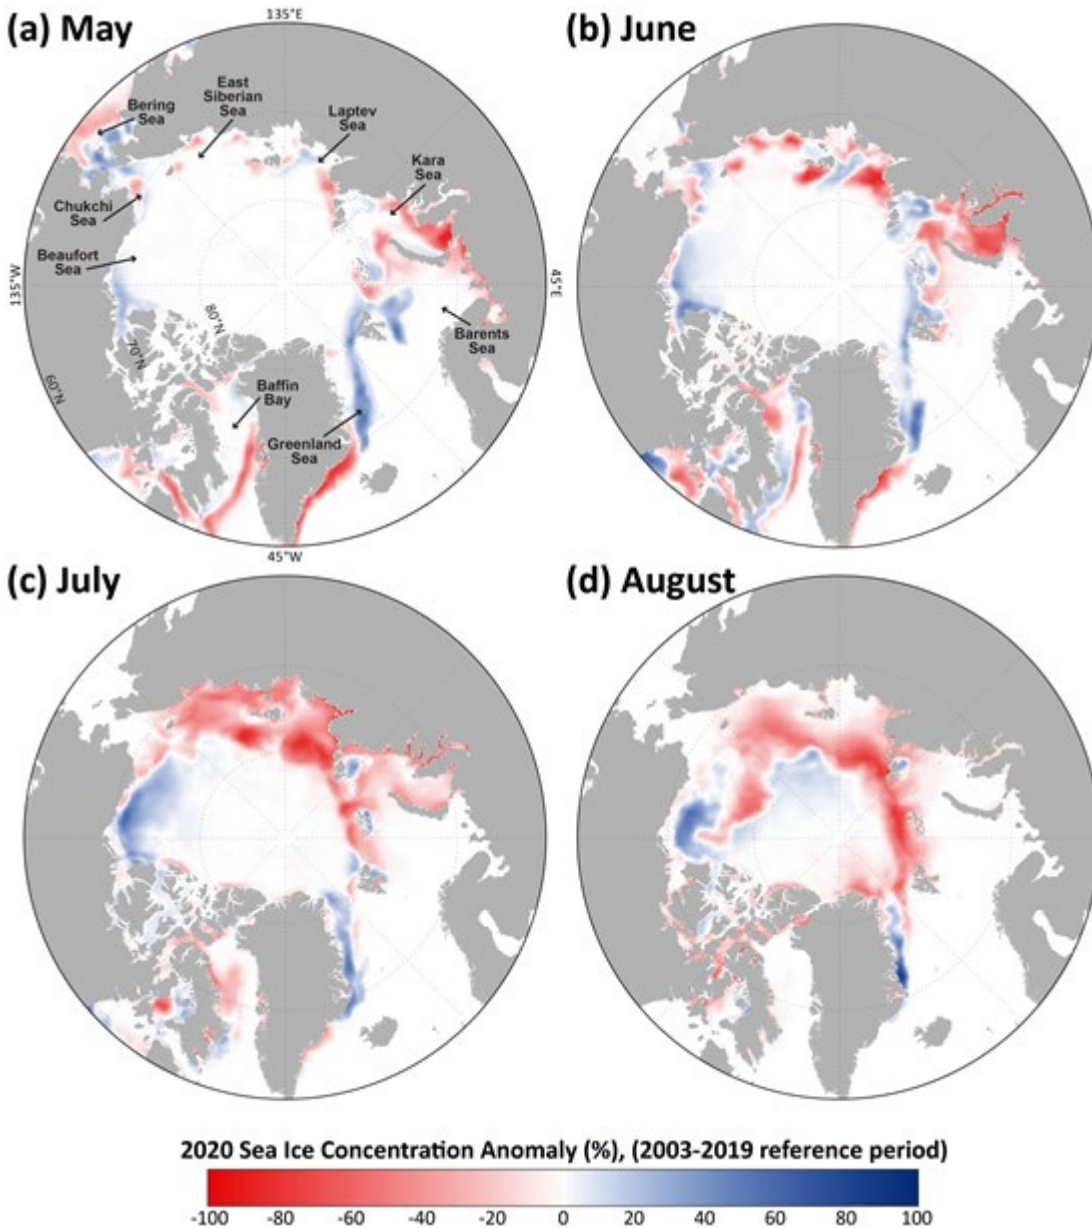 (a) May
135°E
(b) June
Bering
Sea
East
Siberian
Sea
Laptev
Sea
Kara
Sea
Chukchi
Sea
Beaufort
Sea
135°W
45°E
80°N
70°N
60°N
Barents
Sea
Baffin
Bay
Greenland
Sea
45°W
(c) July
(d) August
2020 Sea Ice Concentration Anomaly (%), (2003-2019 reference period)
-100 -80 -60 -40 -20 0 20 40 60 80 100